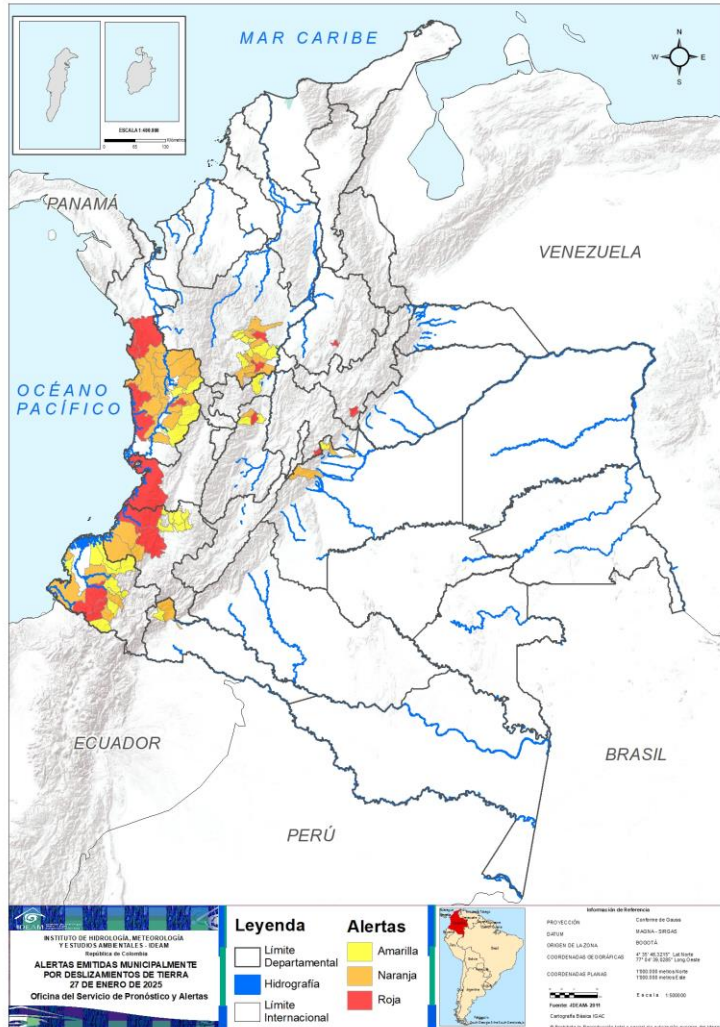 MAR CARIBE
N
W
E
S
ESCALA 1:400.000
PANAMÁ
VENEZUELA
OCÉANO
PACÍFICO
ECUADOR
BRASIL
PERÚ
IDEAM
INSTITUTO DE HIDROLOGÍA, METEOROLOGÍA
Y ESTUDIOS AMBIENTALES - IDEAM
República de Colombia
ALERTAS EMITIDAS MUNICIPALMENTE
POR DESLIZAMIENTOS DE TIERRA
27 DE ENERO DE 2025
Oficina del Servicio de Pronóstico y Alertas
Leyenda
Límite
Departamental
Hidrografía
Límite
Internacional
Alertas
Amarilla
Naranja
Roja
Información de Referencia
PROYECCIÓN
Conforme de Gauss
DATUM
MAGNA - SIRGAS
ORIGEN DE LA ZONA
BOGOTÁ
COORDENADAS GEOGRÁFICAS
COORDENADAS PLANAS
Escala
Fuente: IDEAM
Cartografía Básica IGAC